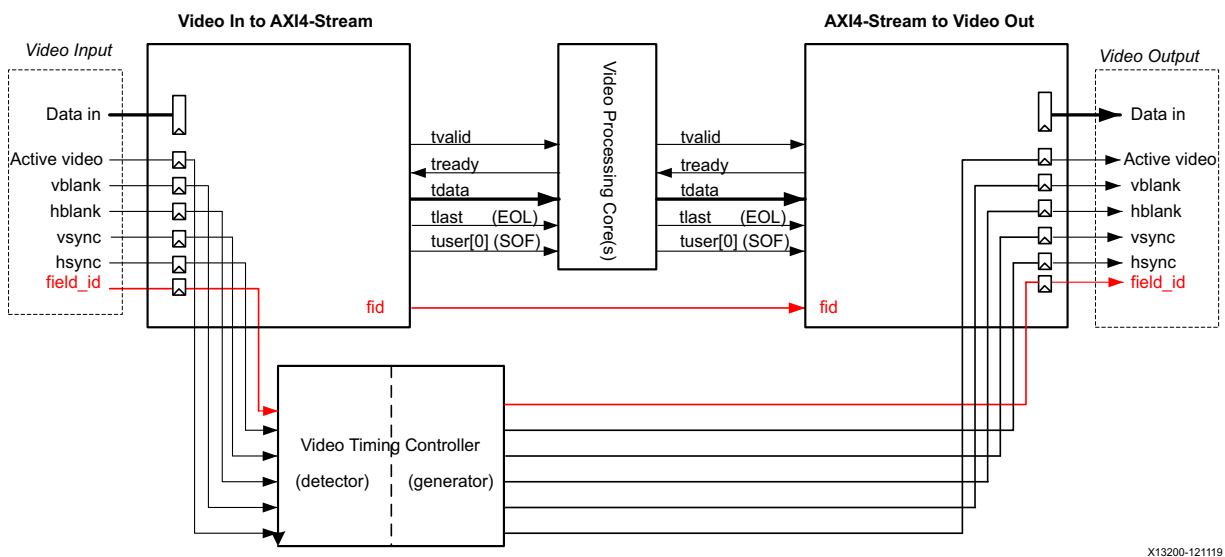 Video In to AXI4-Stream
AXI4-Stream to Video Out
Video Input
Video Output
Data in
Active video
vblank
hblank
vsync
hsync
field_id
tvalid
tready
tdata
tlast (EOL)
tuser[0] (SOF)
fid
Video Processing Core(s)
tvalid
tready
tdata
tlast (EOL)
tuser[0] (SOF)
fid
Data in
Active video
vblank
hblank
vsync
hsync
field_id
Video Timing Controller
(detector)
(generator)
X13200-121119